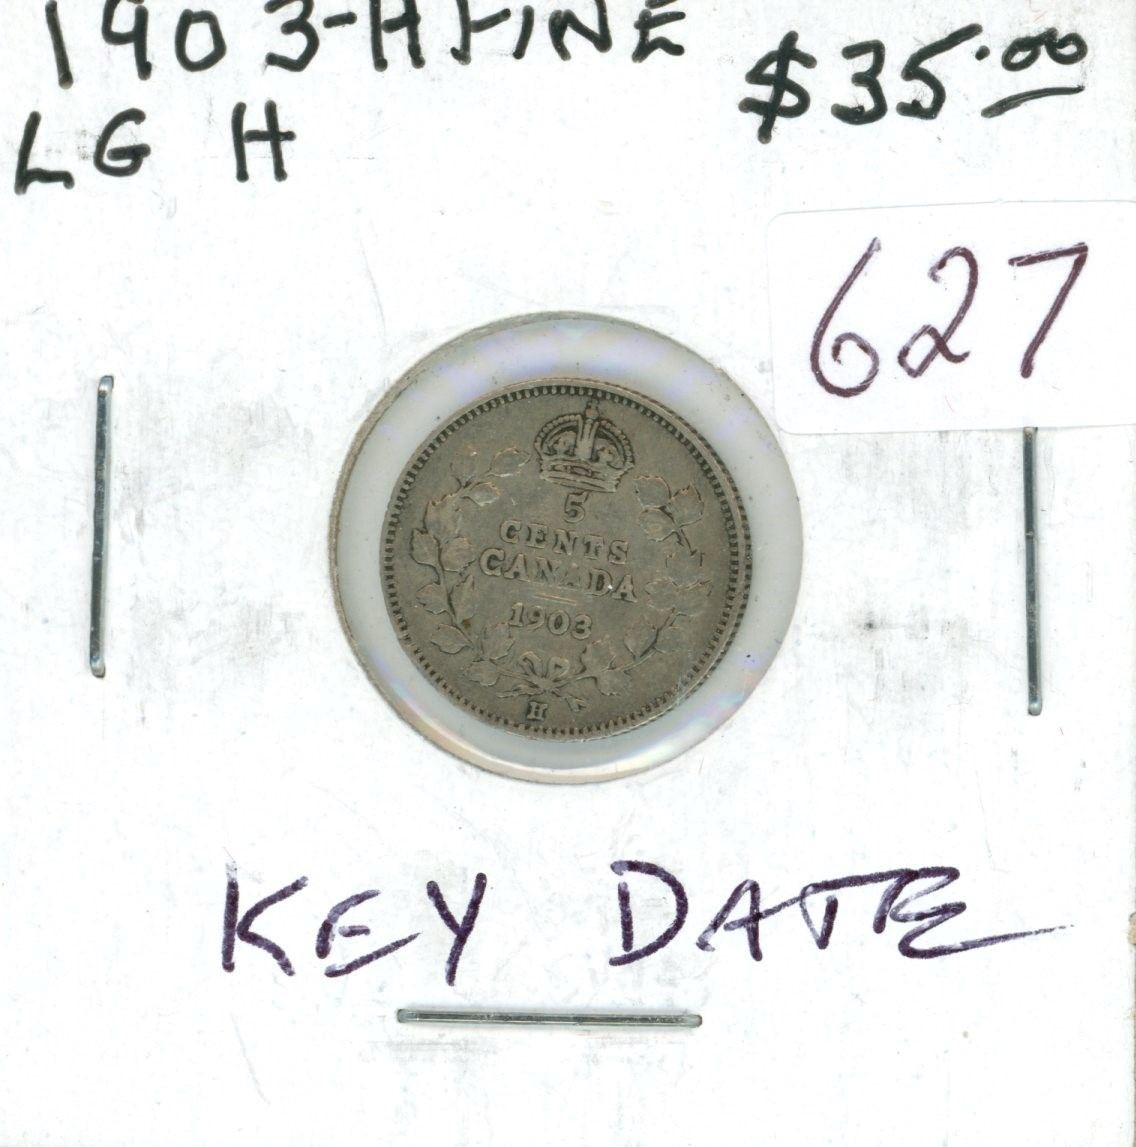 1903-H FINE
$35.00
LG H
627
5
CENTS
CANADA
1903
H
KEY DATE